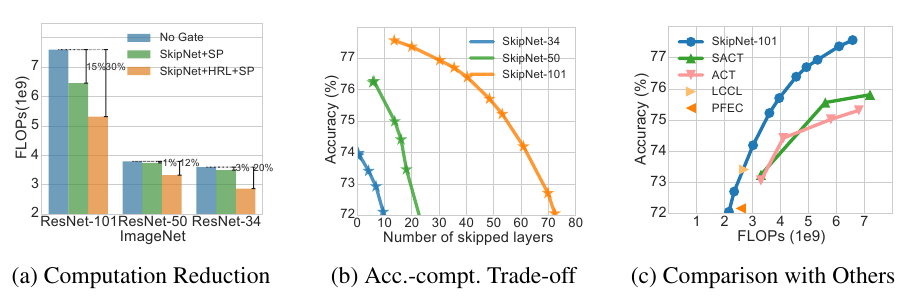 FLOPs(1e9)
7
6
5
4
3
2
No Gate
SkipNet+SP
SkipNet+HRL+SP
15%30%
1%12%
3%20%
ResNet-101 ResNet-50 ResNet-34
ImageNet
(a) Computation Reduction
Accuracy (%)
77
76
75
74
73
72
SkipNet-34
SkipNet-50
SkipNet-101
0 10 20 30 40 50 60 70 80
Number of skipped layers
(b) Acc.-compt. Trade-off
Accuracy (%)
77
76
75
74
73
72
SkipNet-101
SACT
ACT
LCCL
PFEC
1 2 3 4 5 6 7
FLOPs (1e9)
(c) Comparison with Others